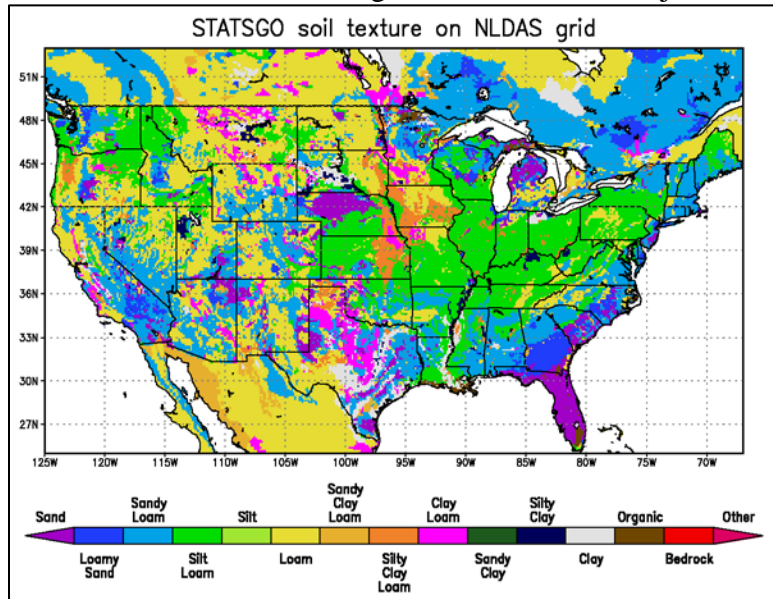 STATSGO soil texture on NLDAS grid
51N
48N
45N
42N
39N
36N
33N
30N
27N
125W 120W 115W 110W 105W 100W 95W 90W 85W 80W 75W 70W
Sand
Sandy
Loam
Silt
Sandy
Clay
Loam
Clay
Loam
Silty
Clay
Organic
Other
Loamy
Sand
Silt
Loam
Loam
Silty
Clay
Loam
Sandy
Clay
Clay
Bedrock